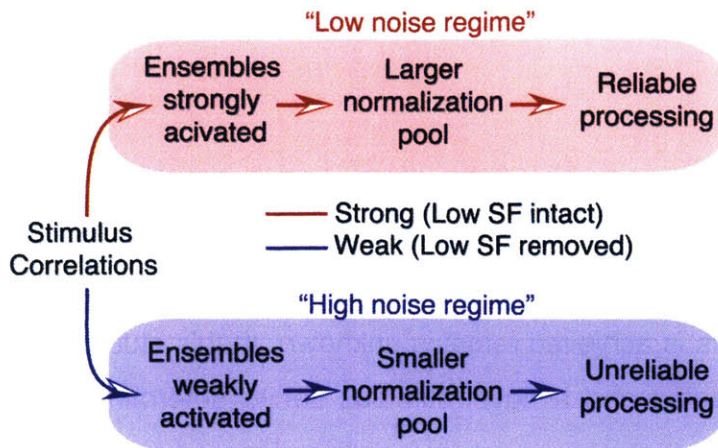 “Low noise regime”
Ensembles
strongly
acivated
Larger
normalization
pool
Reliable
processing
Stimulus
Correlations
Strong (Low SF intact)
Weak (Low SF removed)
“High noise regime”
Ensembles
weakly
activated
Smaller
normalization
pool
Unreliable
processing